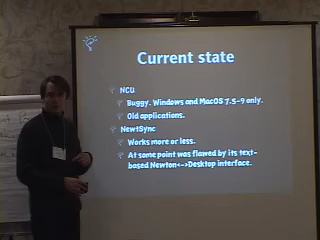 Current state
NCU
Buggy. Windows and MacOS 7.5-9 only.
Old applications.
NewtSync
Works more or less.
At some point was flawed by its text-
based Newton<->Desktop interface.